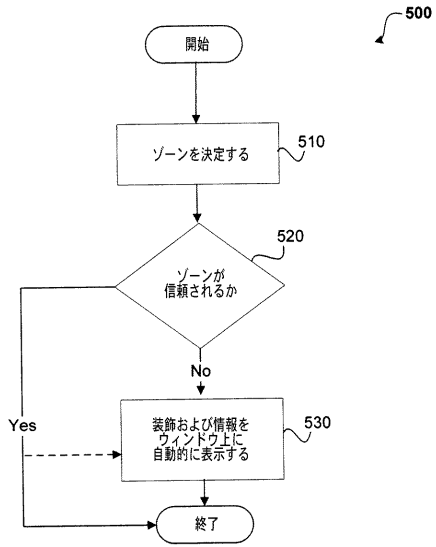 500
開始
ゾーンを決定する
510
520
ゾーンが
信頼されるか
No
Yes
装飾および情報を
ウィンドウ上に
自動的に表示する
530
終了